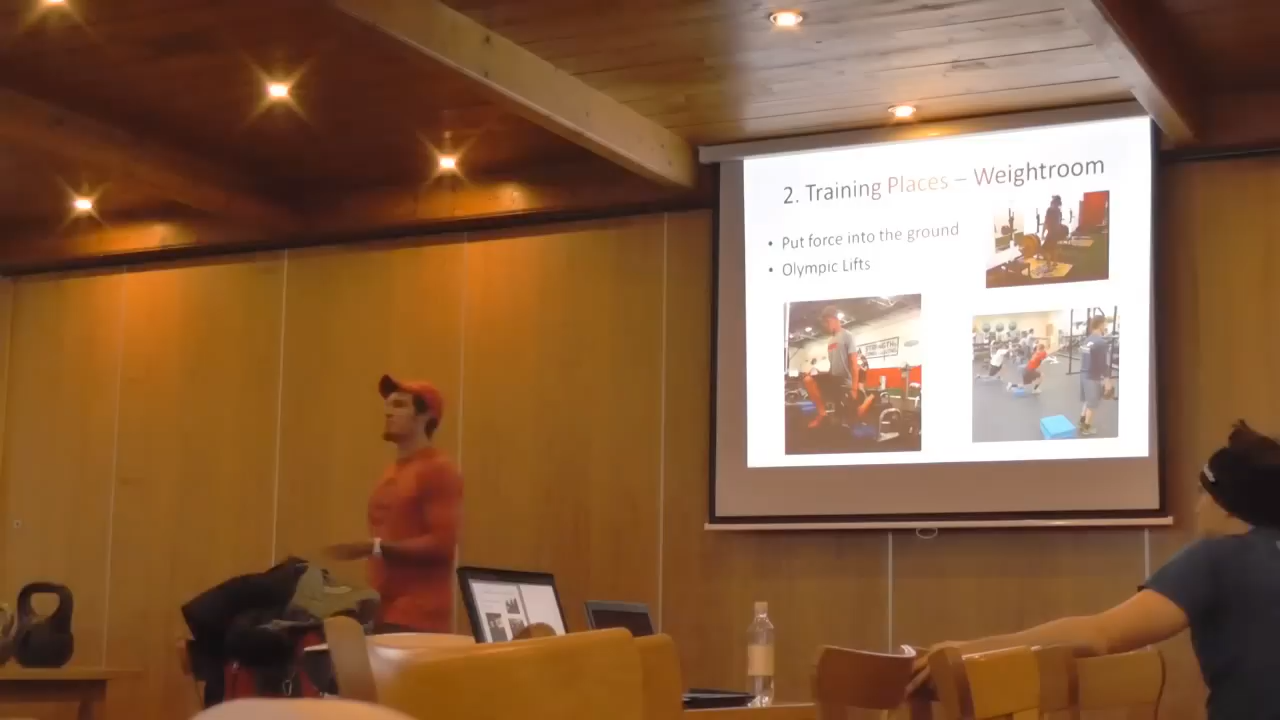 2. Training Places – Weightroom
• Put force into the ground
• Olympic Lifts